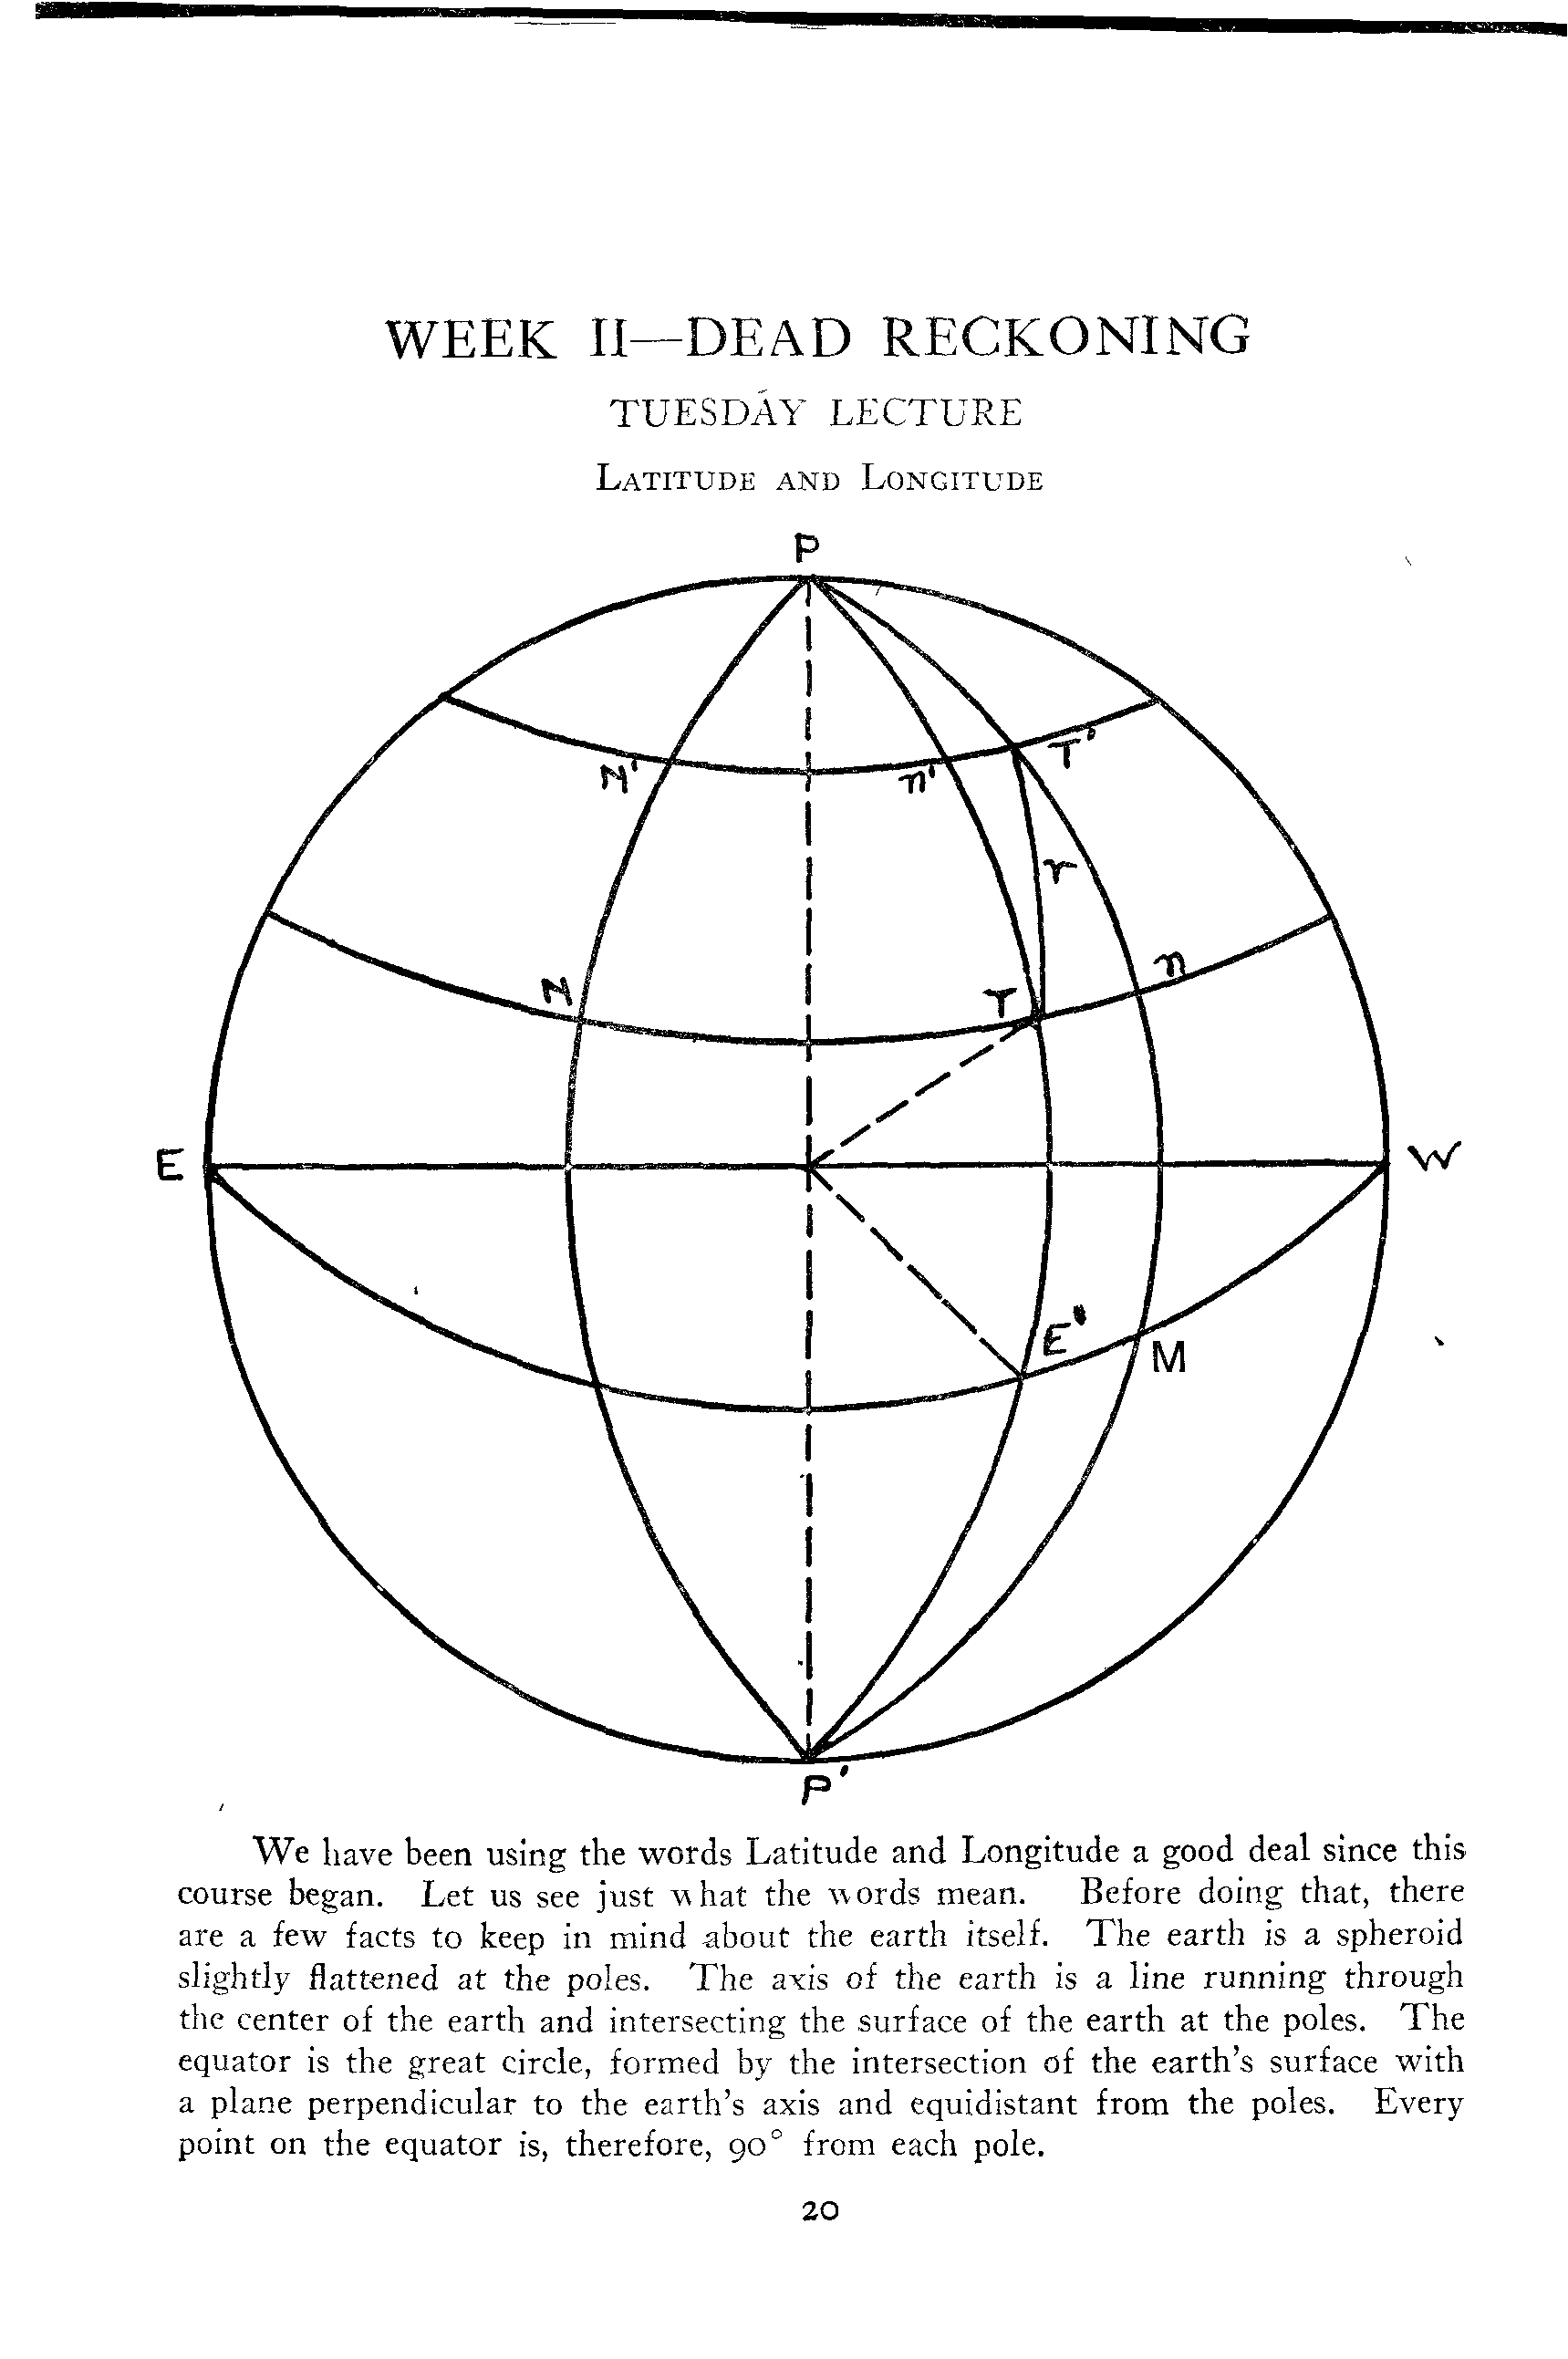 WEEK II—DEAD RECKONING
TUESDAY LECTURE
LATITUDE AND LONGITUDE
P
N' n' T'
r
N T n
E W
E' M
P'
We have been using the words Latitude and Longitude a good deal since this
course began. Let us see just what the words mean. Before doing that, there
are a few facts to keep in mind about the earth itself. The earth is a spheroid
slightly flattened at the poles. The axis of the earth is a line running through
the center of the earth and intersecting the surface of the earth at the poles. The
equator is the great circle, formed by the intersection of the earth's surface with
a plane perpendicular to the earth's axis and equidistant from the poles. Every
point on the equator is, therefore, 90° from each pole.
20